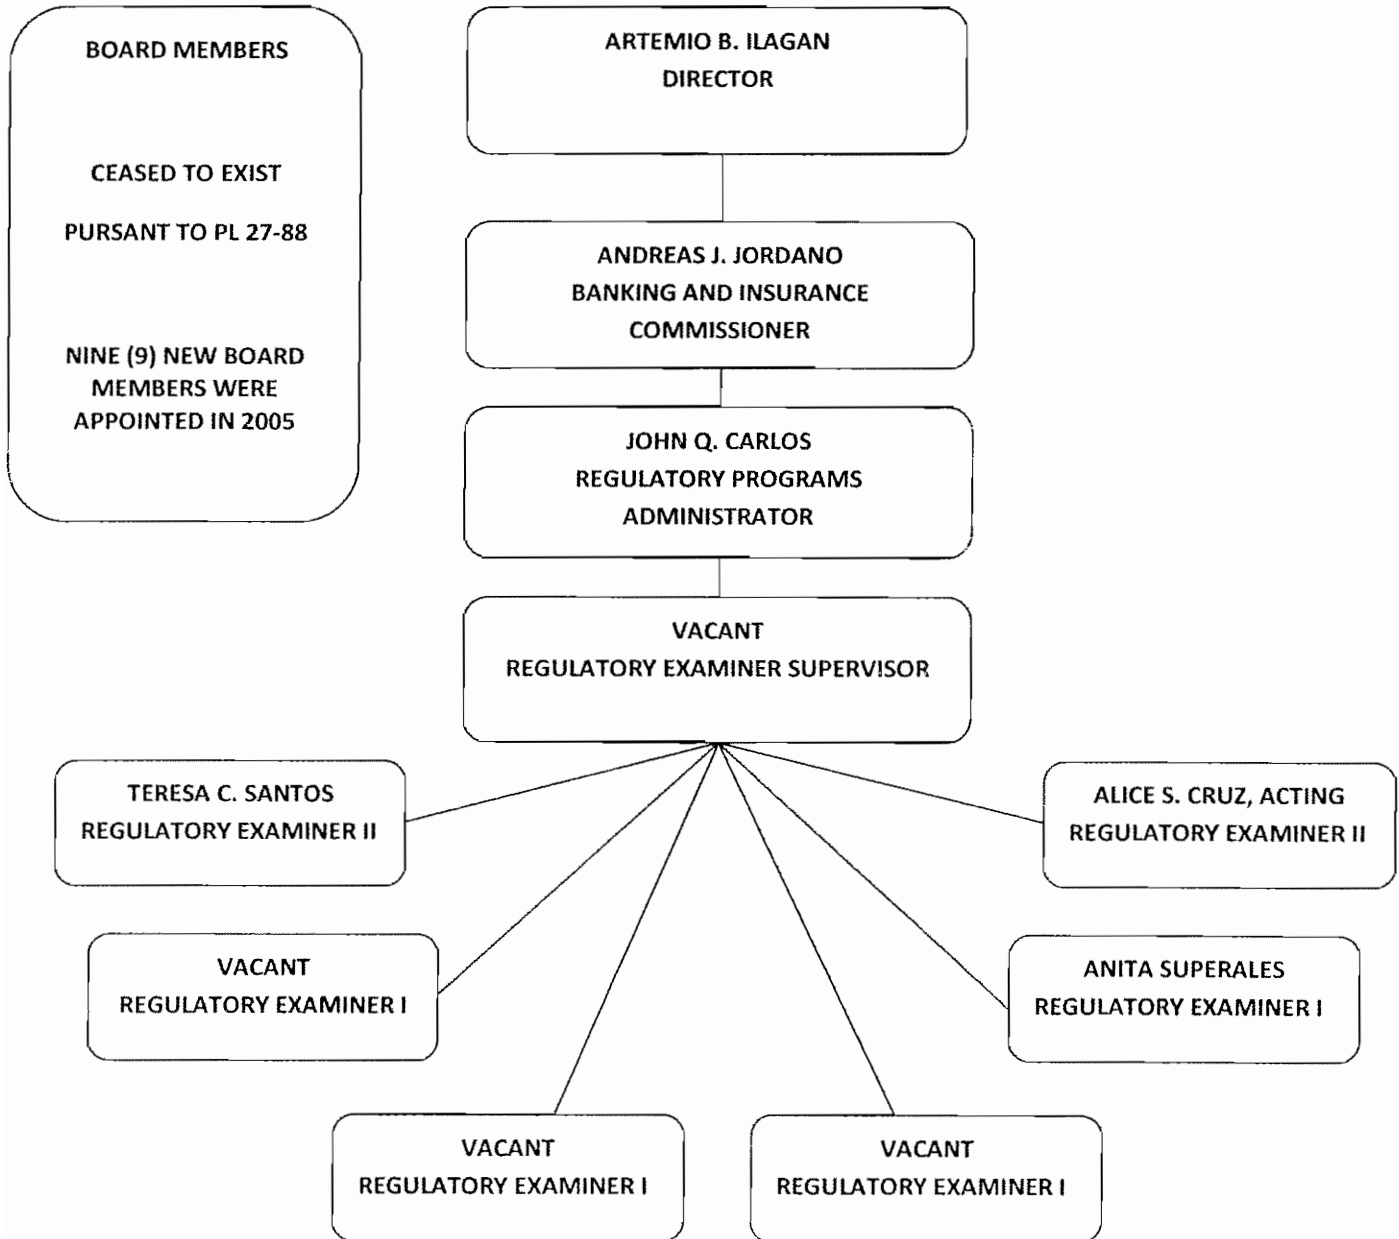 BOARD MEMBERS
CEASED TO EXIST
PURSANT TO PL 27-88
NINE (9) NEW BOARD
MEMBERS WERE
APPOINTED IN 2005
ARTEMIO B. ILAGAN
DIRECTOR
ANDREAS J. JORDANO
BANKING AND INSURANCE
COMMISSIONER
JOHN Q. CARLOS
REGULATORY PROGRAMS
ADMINISTRATOR
VACANT
REGULATORY EXAMINER SUPERVISOR
TERESA C. SANTOS
REGULATORY EXAMINER II
ALICE S. CRUZ, ACTING
REGULATORY EXAMINER II
VACANT
REGULATORY EXAMINER I
ANITA SUPERALES
REGULATORY EXAMINER I
VACANT
REGULATORY EXAMINER I
VACANT
REGULATORY EXAMINER I